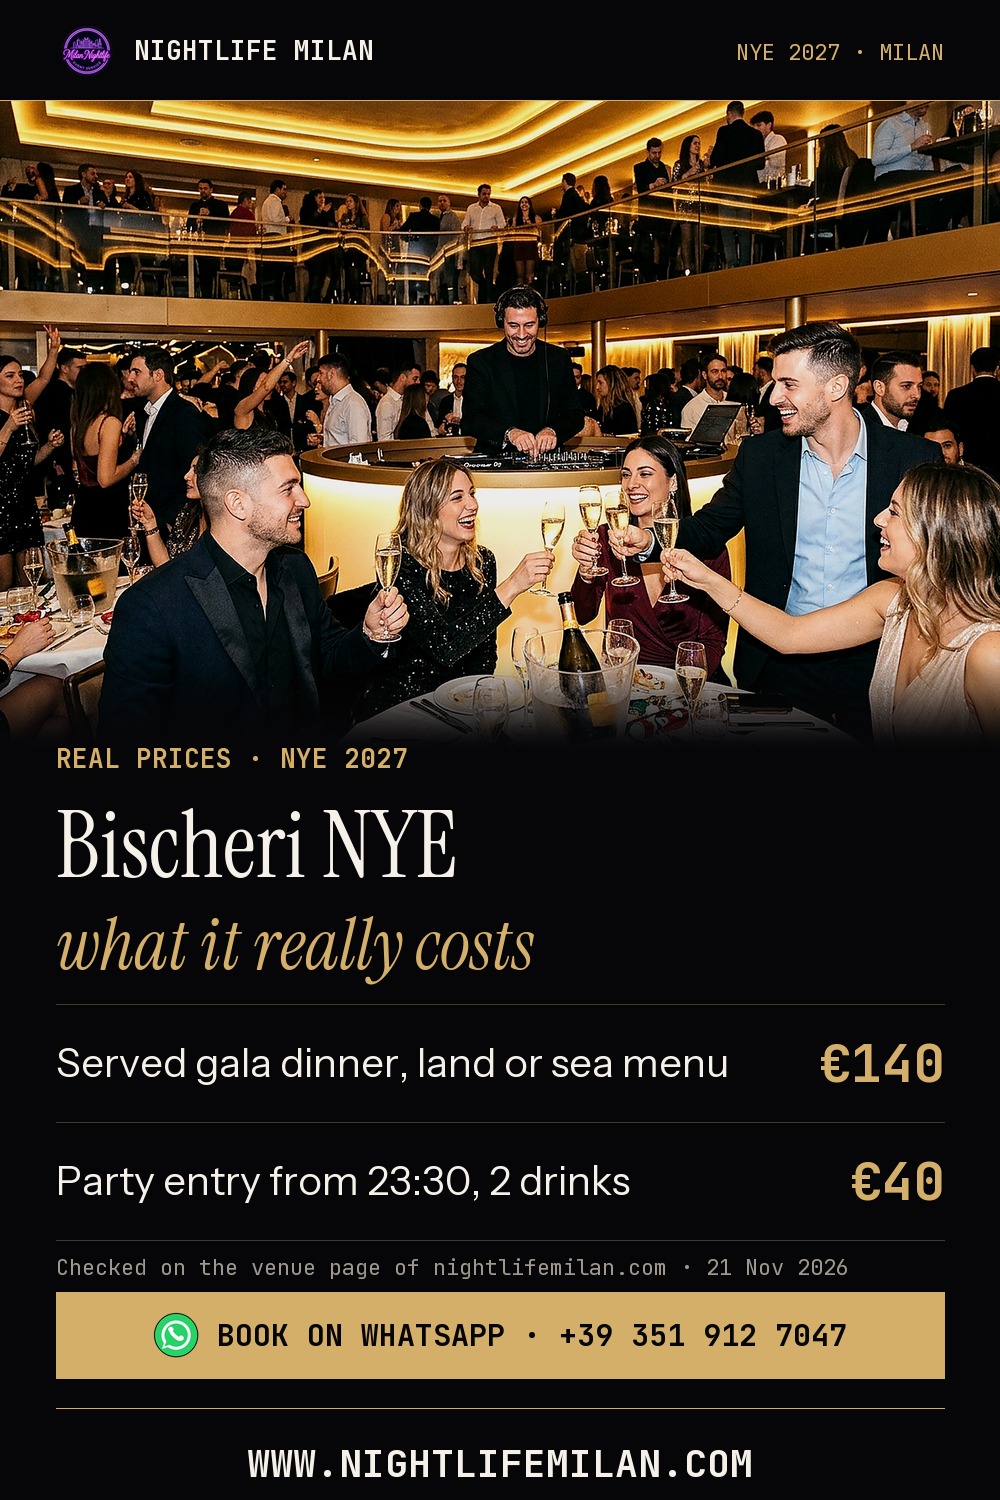 Milan Nightlife
NIGHTLIFE MILAN
NYE 2027 · MILAN
REAL PRICES · NYE 2027
Bischeri NYE
what it really costs
Served gala dinner, land or sea menu €140
Party entry from 23:30, 2 drinks €40
Checked on the venue page of nightlifemilan.com · 21 Nov 2026
BOOK ON WHATSAPP · +39 351 912 7047
WWW.NIGHTLIFEMILAN.COM